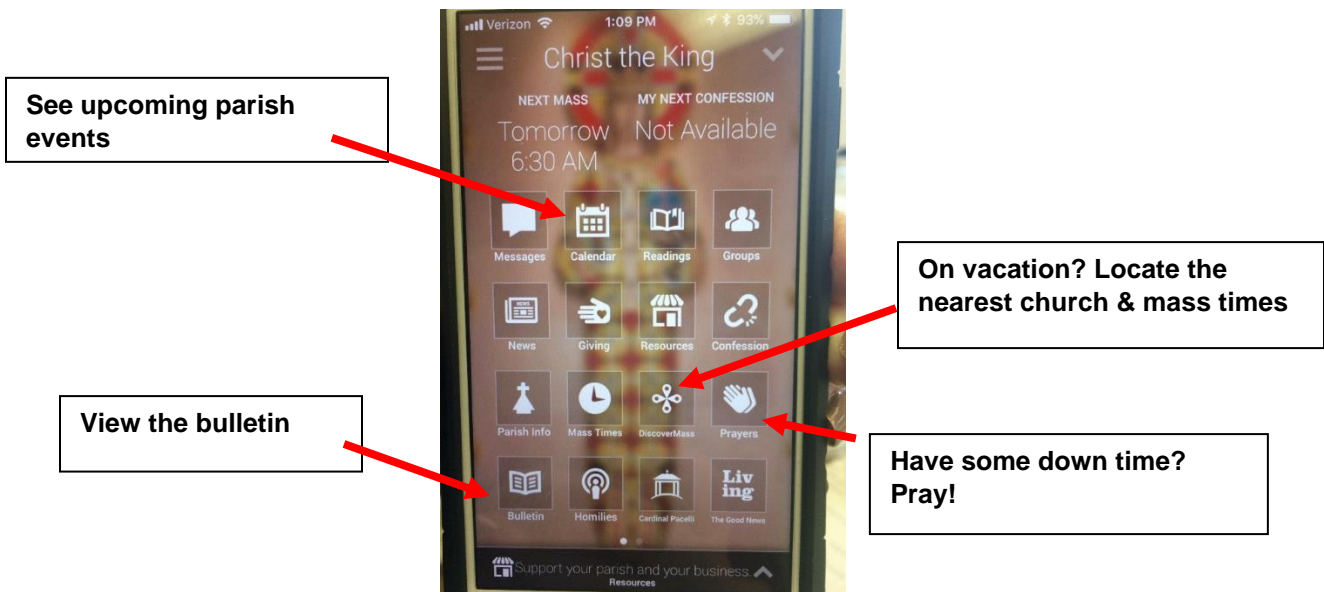 Verizon 1:09 PM 93%
Christ the King
NEXT MASS MY NEXT CONFESSION
Tomorrow Not Available
6:30 AM
See upcoming parish
events
Messages Calendar Readings Groups
On vacation? Locate the
nearest church & mass times
NEWS
News Giving Resources Confession
View the bulletin
Parish Info Mass Times DiscoverMass Prayers
Have some down time?
Pray!
Liv
ing
Bulletin Homilies Cardinal Pacelli The Good News
Support your parish and your business.
Resources